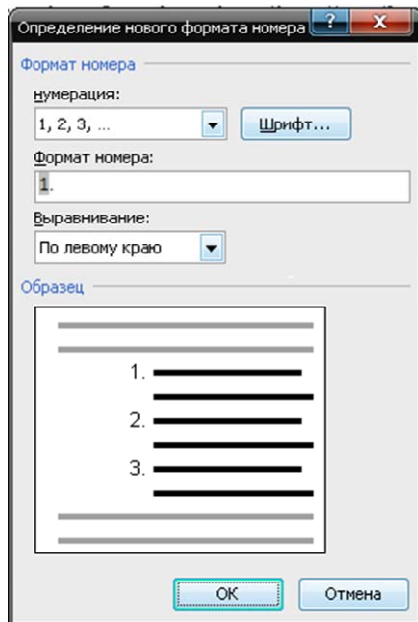 Определение нового формата номера
Формат номера
нумерация:
1, 2, 3, ...
Шрифт...
Формат номера:
1.
Выравнивание:
По левому краю
Образец
1.
2.
3.
ОК
Отмена